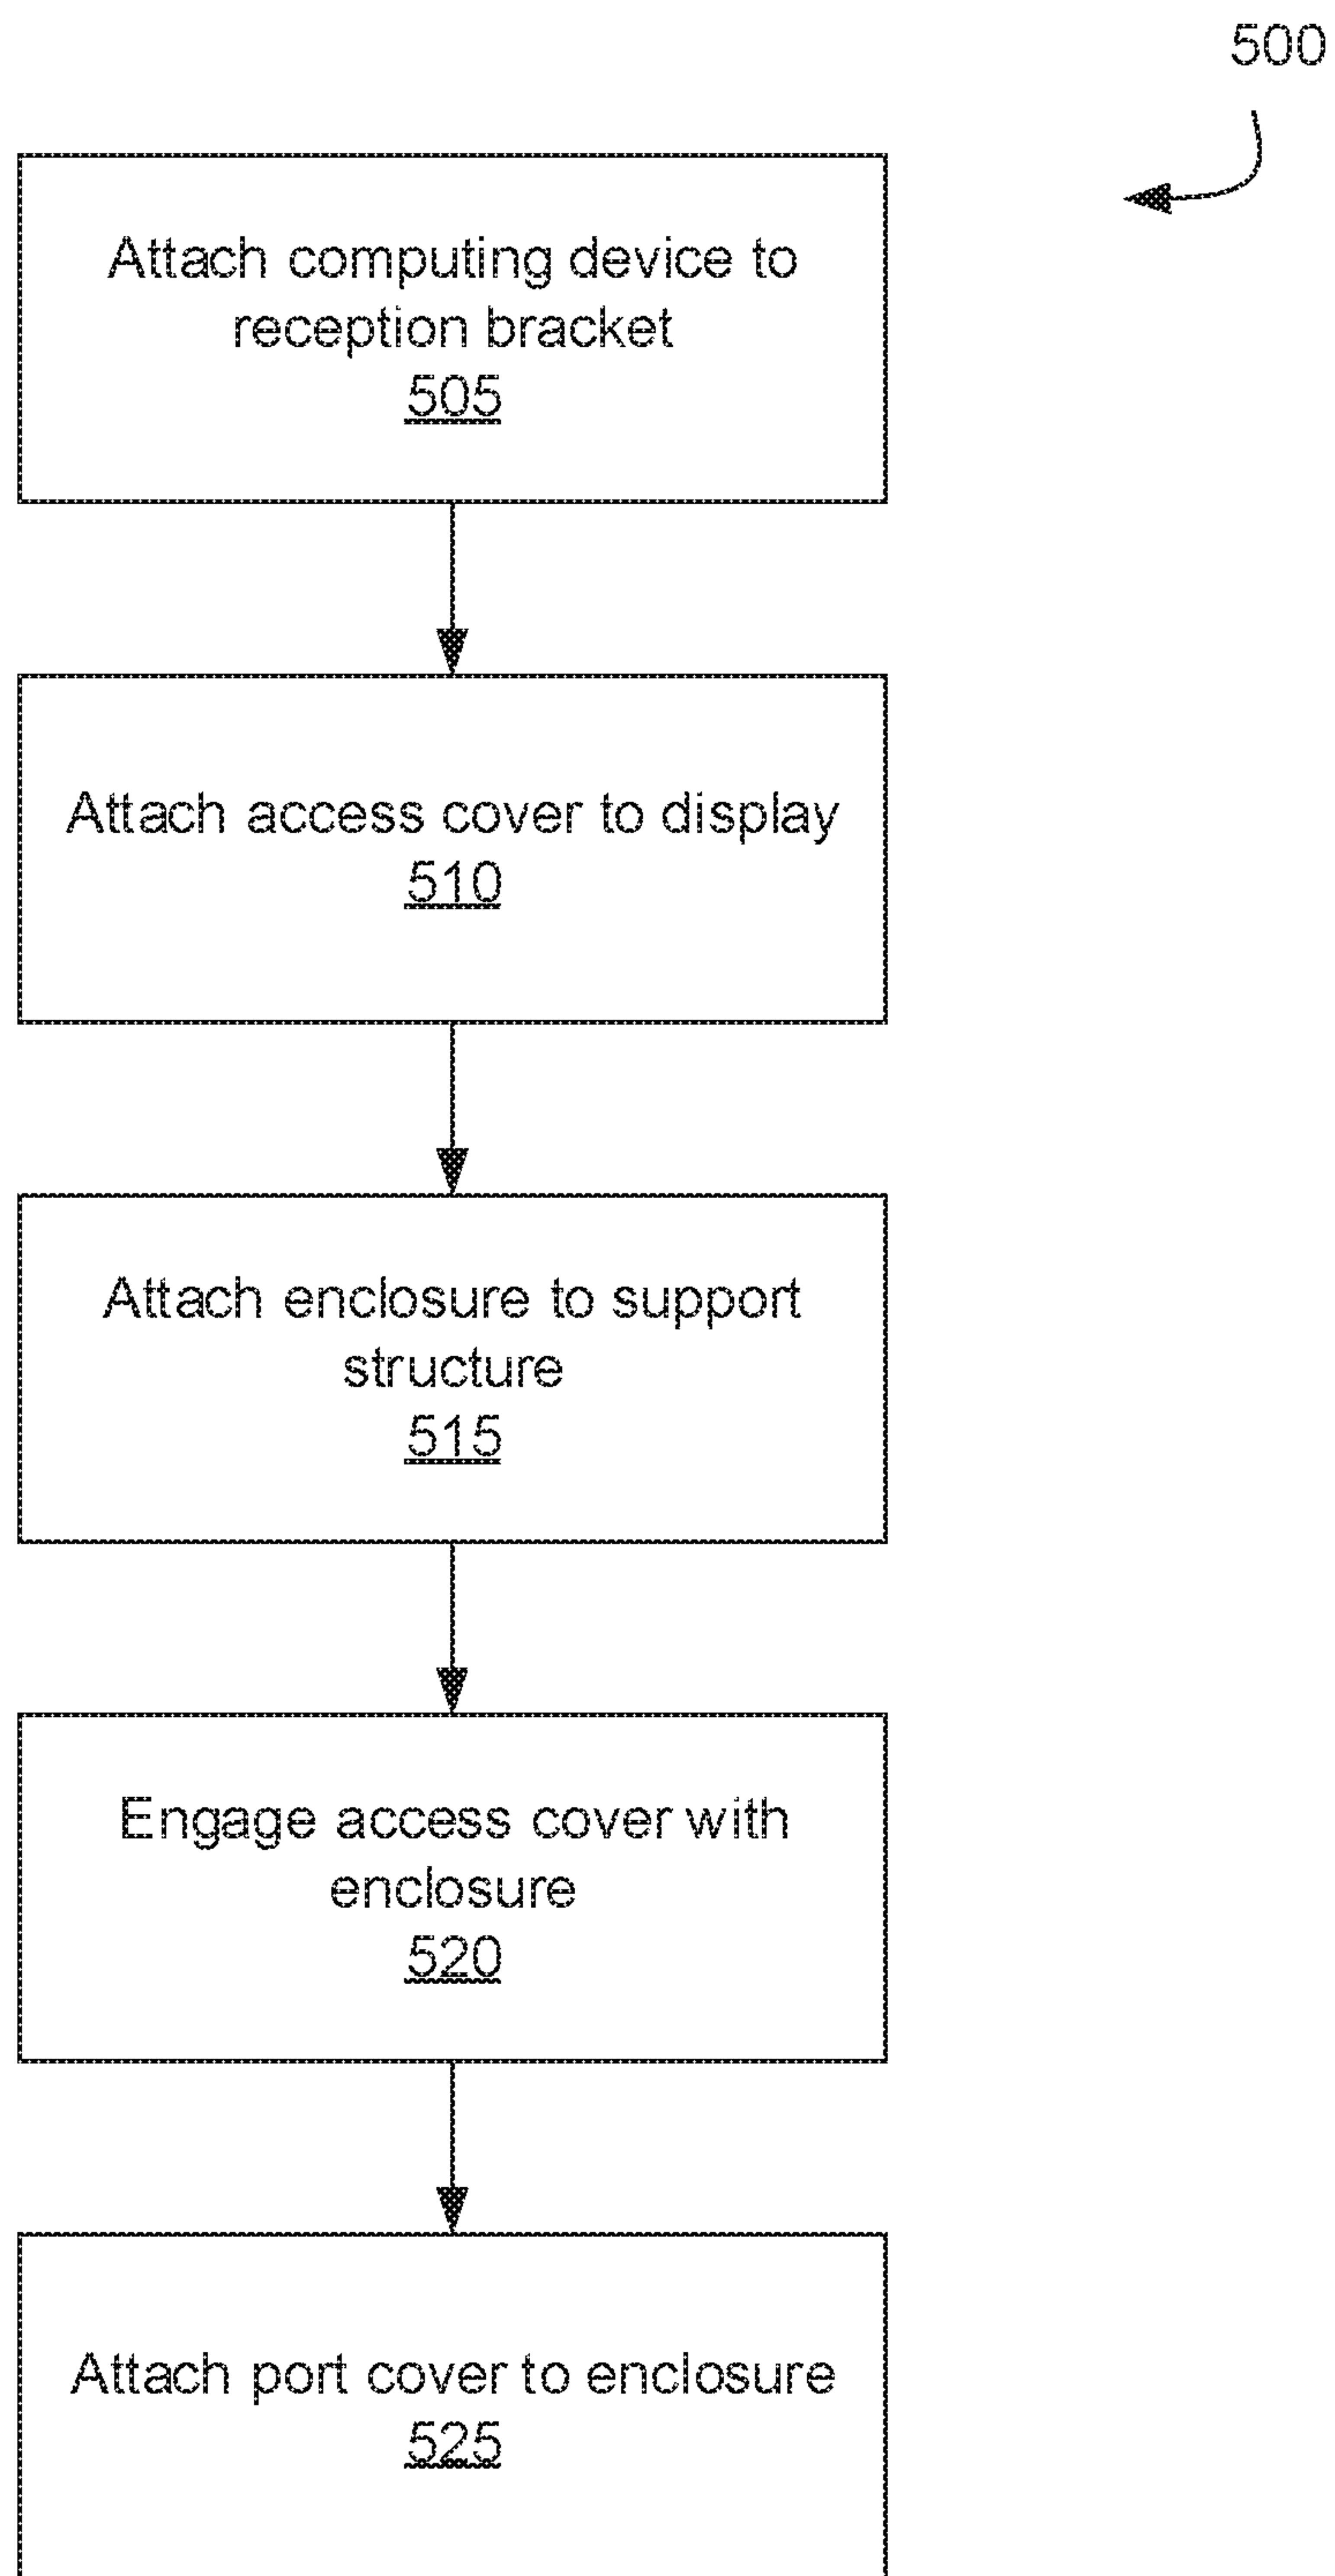 500
Attach computing device to
reception bracket
505
Attach access cover to display
510
Attach enclosure to support
structure
515
Engage access cover with
enclosure
520
Attach port cover to enclosure
525